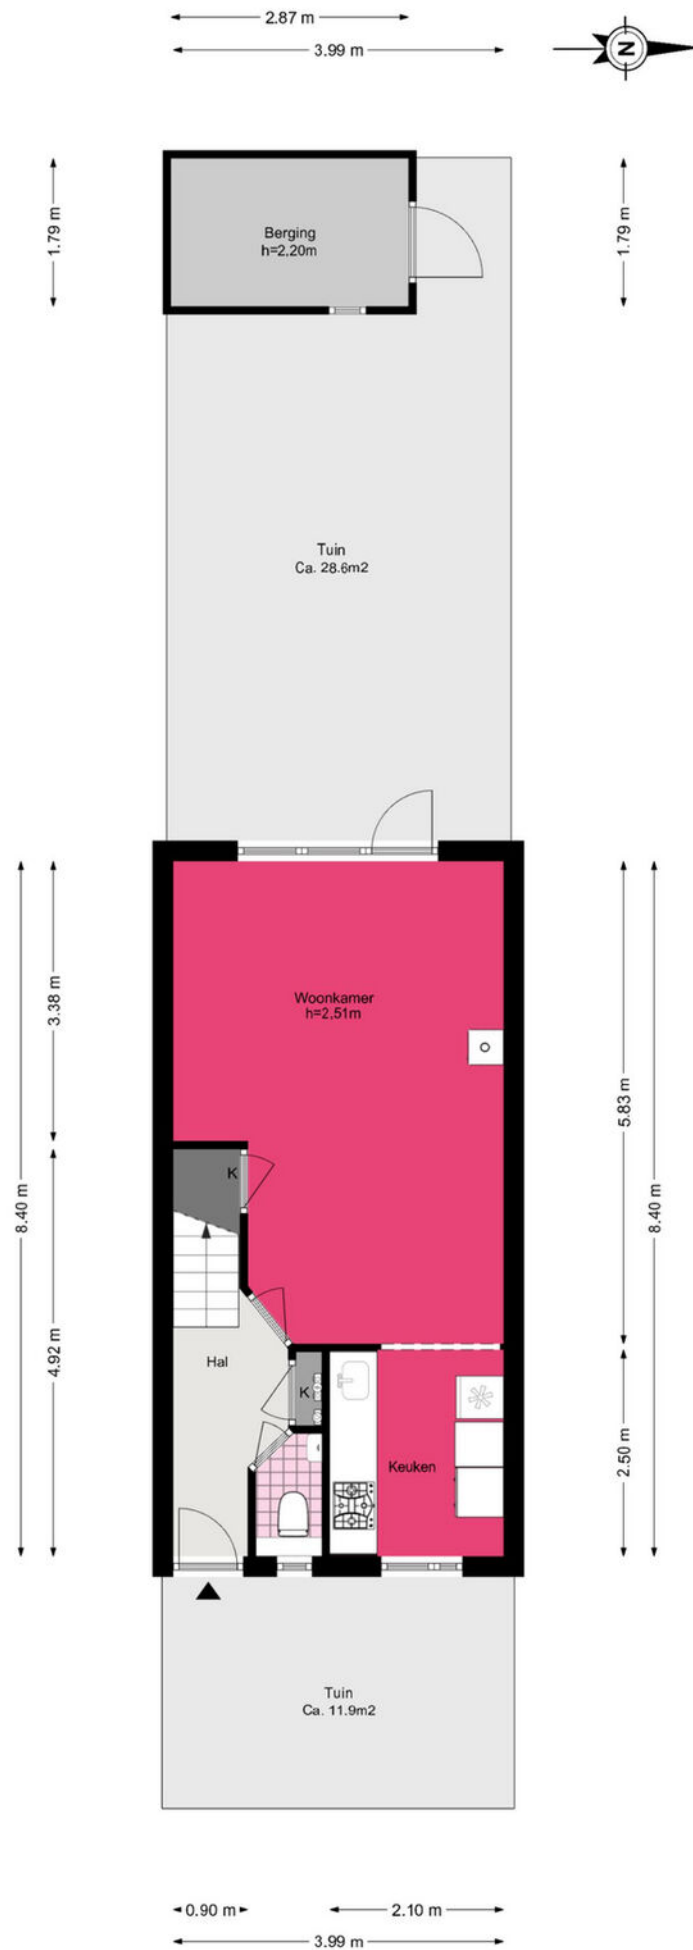 2.87 m
3.99 m
N
1.79 m
1.79 m
Berging
h=2.20m
Tuin
Ca. 28.6m2
3.38 m
Woonkamer
h=2,51m
5.83 m
8.40 m
8.40 m
K
4.92 m
Hal
K
Keuken
2.50 m
Tuin
Ca. 11.9m2
0.90 m
2.10 m
3.99 m